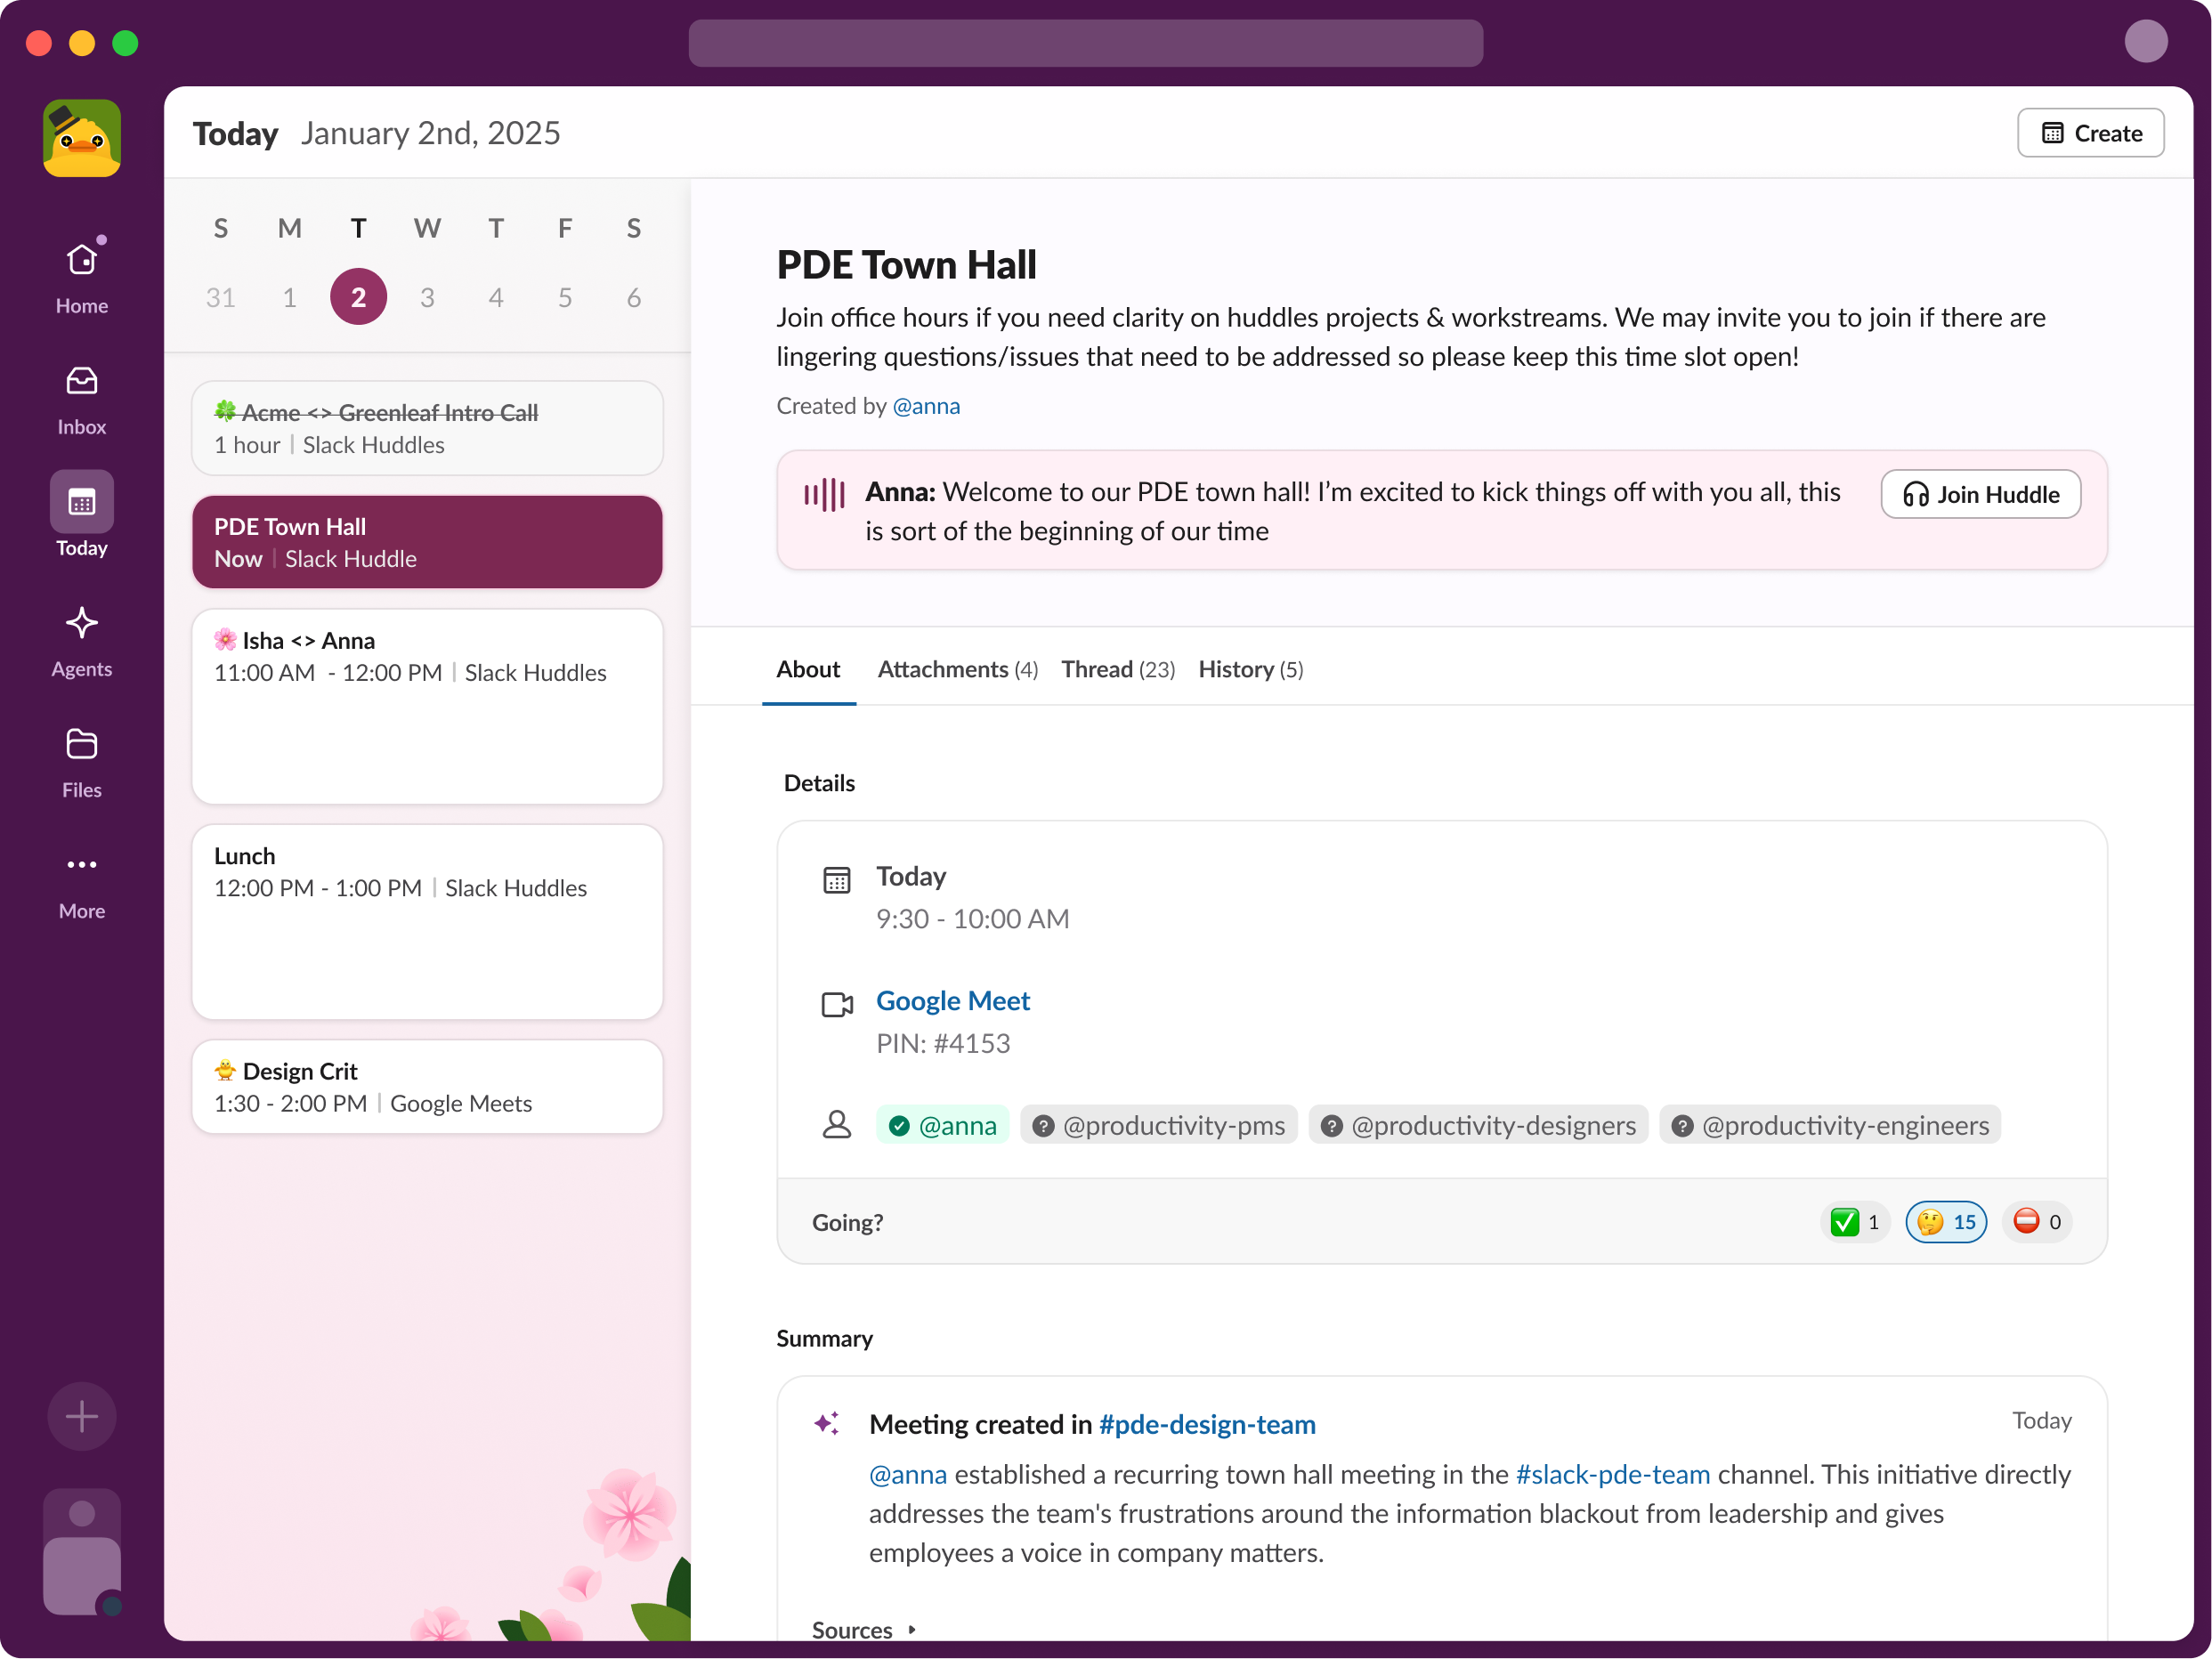 Today January 2nd, 2025
Create
Home
Inbox
Today
Agents
Files
More
S M T W T F S
31 1 2 3 4 5 6
🍀 Acme <> Greenleaf Intro Call
1 hour | Slack Huddles
PDE Town Hall
Now | Slack Huddle
🌸 Isha <> Anna
11:00 AM - 12:00 PM | Slack Huddles
Lunch
12:00 PM - 1:00 PM | Slack Huddles
🐥 Design Crit
1:30 - 2:00 PM | Google Meets
PDE Town Hall
Join office hours if you need clarity on huddles projects & workstreams. We may invite you to join if there are
lingering questions/issues that need to be addressed so please keep this time slot open!
Created by @anna
Anna: Welcome to our PDE town hall! I’m excited to kick things off with you all, this
is sort of the beginning of our time
Join Huddle
About Attachments (4) Thread (23) History (5)
Details
Today
9:30 - 10:00 AM
Google Meet
PIN: #4153
@anna ? @productivity-pms ? @productivity-designers ? @productivity-engineers
Going? ✅ 1 🤔 15 ⛔ 0
Summary
Meeting created in #pde-design-team Today
@anna established a recurring town hall meeting in the #slack-pde-team channel. This initiative directly
addresses the team's frustrations around the information blackout from leadership and gives
employees a voice in company matters.
Sources